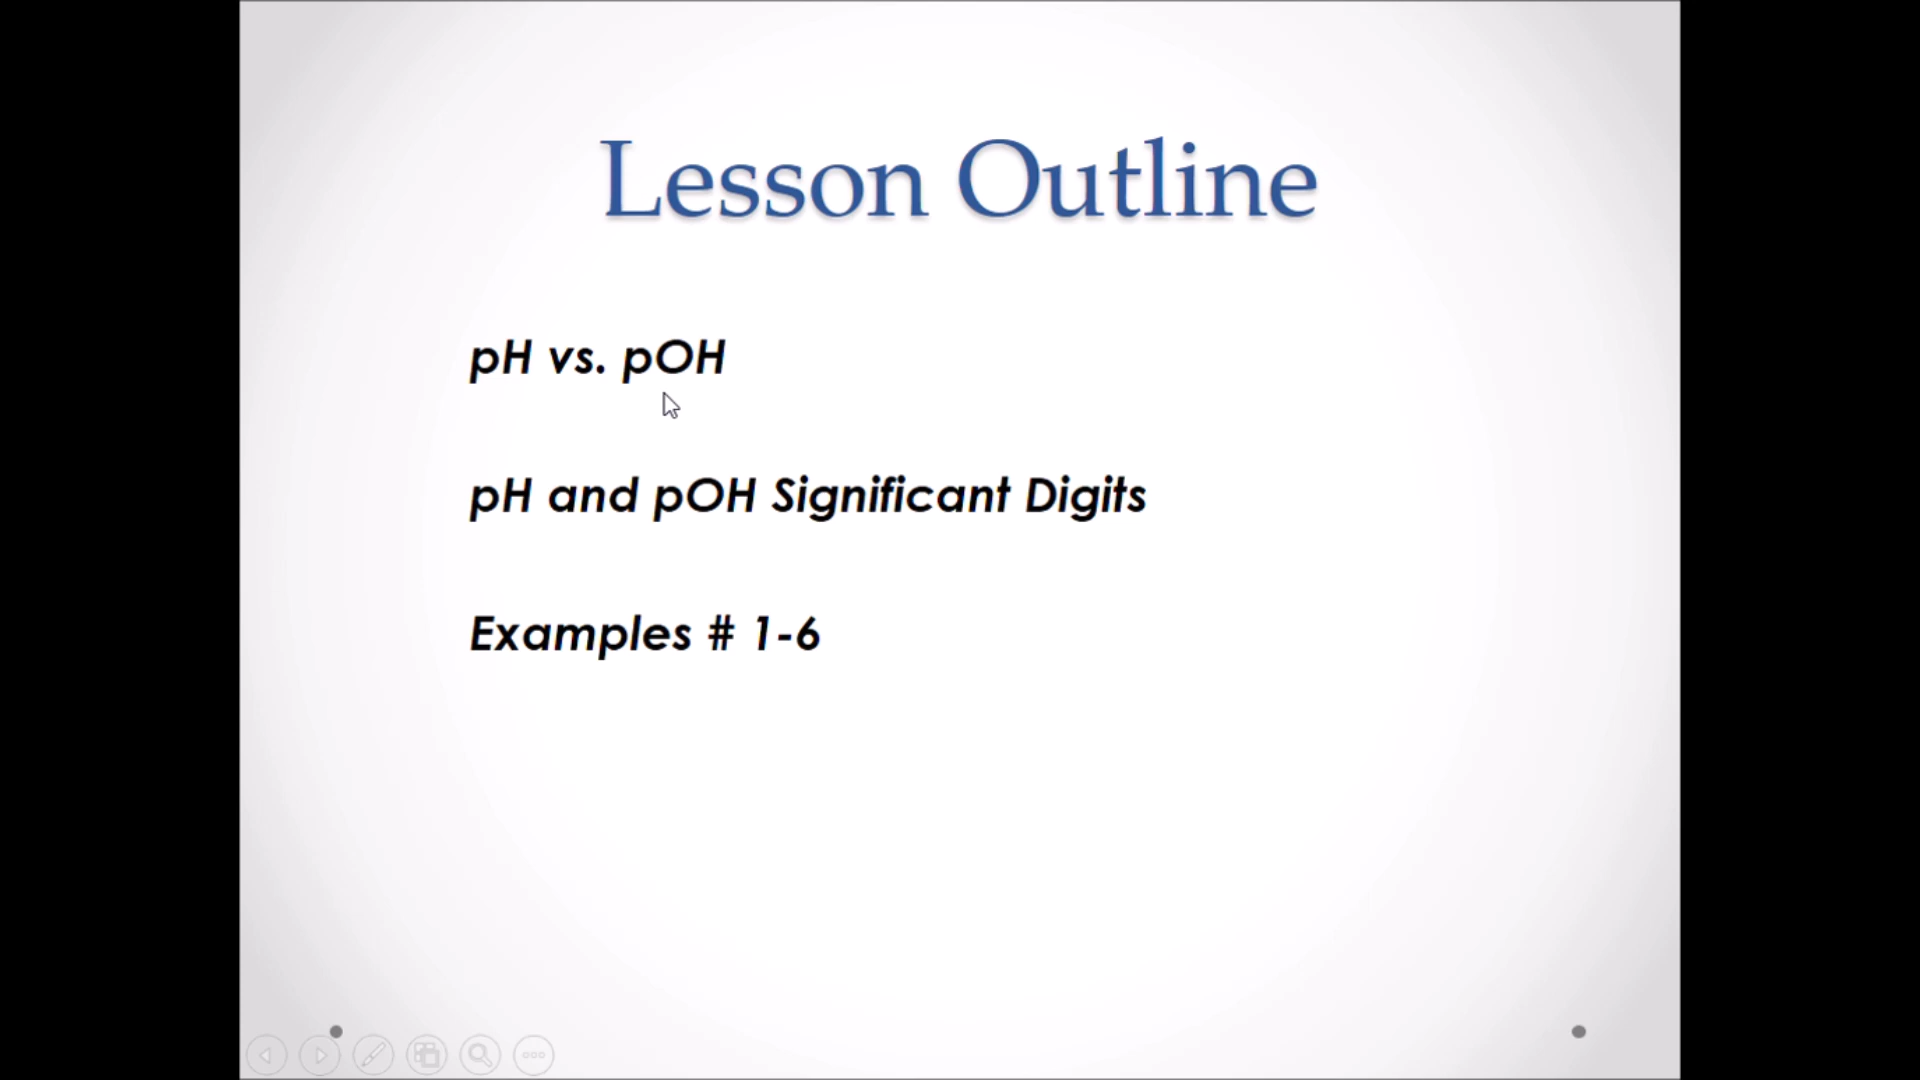 Lesson Outline
pH vs. pOH
pH and pOH Significant Digits
Examples # 1-6